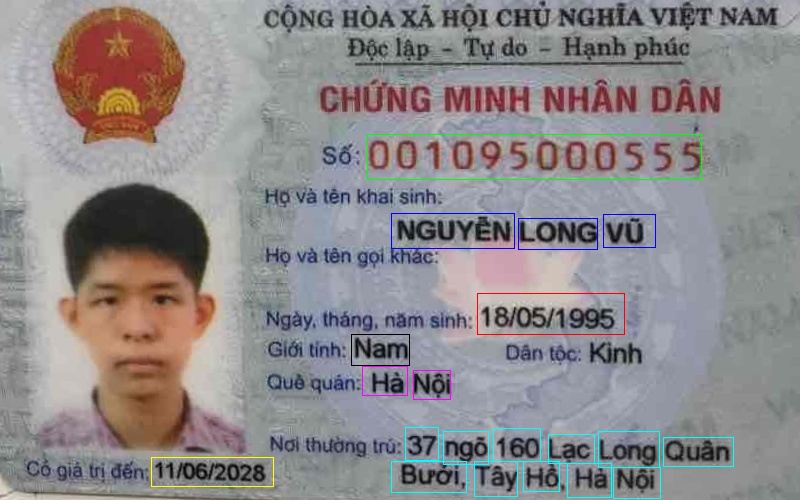 CỘNG HÒA XÃ HỘI CHỦ NGHĨA VIỆT NAM
Độc lập - Tự do - Hạnh phúc
CHỨNG MINH NHÂN DÂN
Số: 001095000555
Họ và tên khai sinh:
NGUYỄN LONG VŨ
Họ và tên gọi khác:
Ngày, tháng, năm sinh: 18/05/1995
Giới tính: Nam Dân tộc: Kinh
Quê quán: Hà Nội
Nơi thường trú: 37 ngõ 160 Lạc Long Quân
Bưởi, Tây Hồ, Hà Nội
Có giá trị đến: 11/06/2028